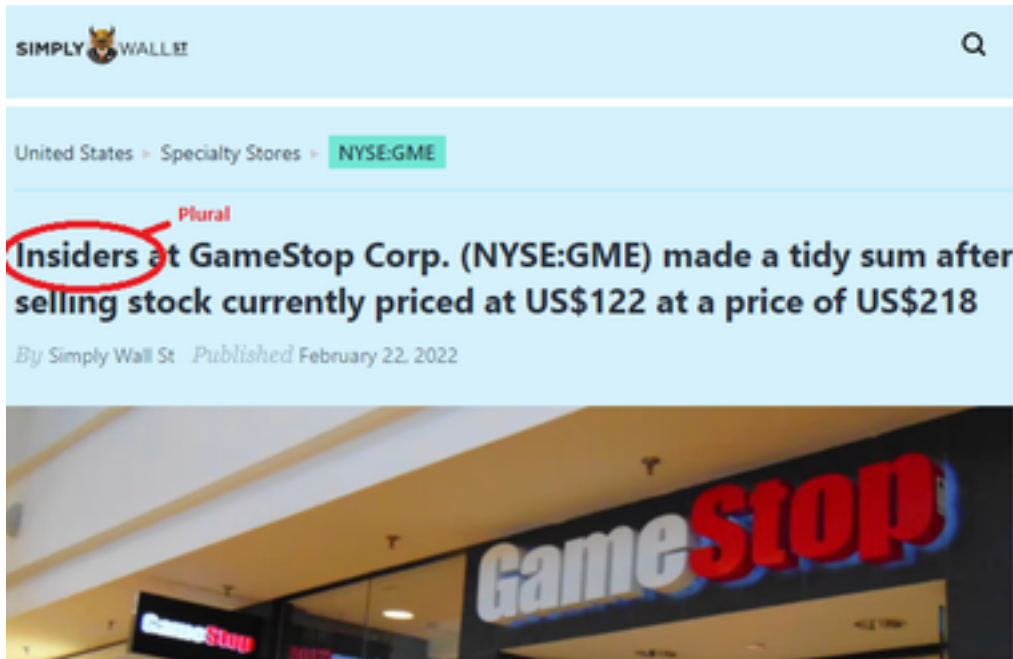 SIMPLY WALL ST
United States ▸ Specialty Stores ▸ NYSE:GME
Plural
Insiders at GameStop Corp. (NYSE:GME) made a tidy sum after
selling stock currently priced at US$122 at a price of US$218
By Simply Wall St Published February 22, 2022
GameStop
GameStop